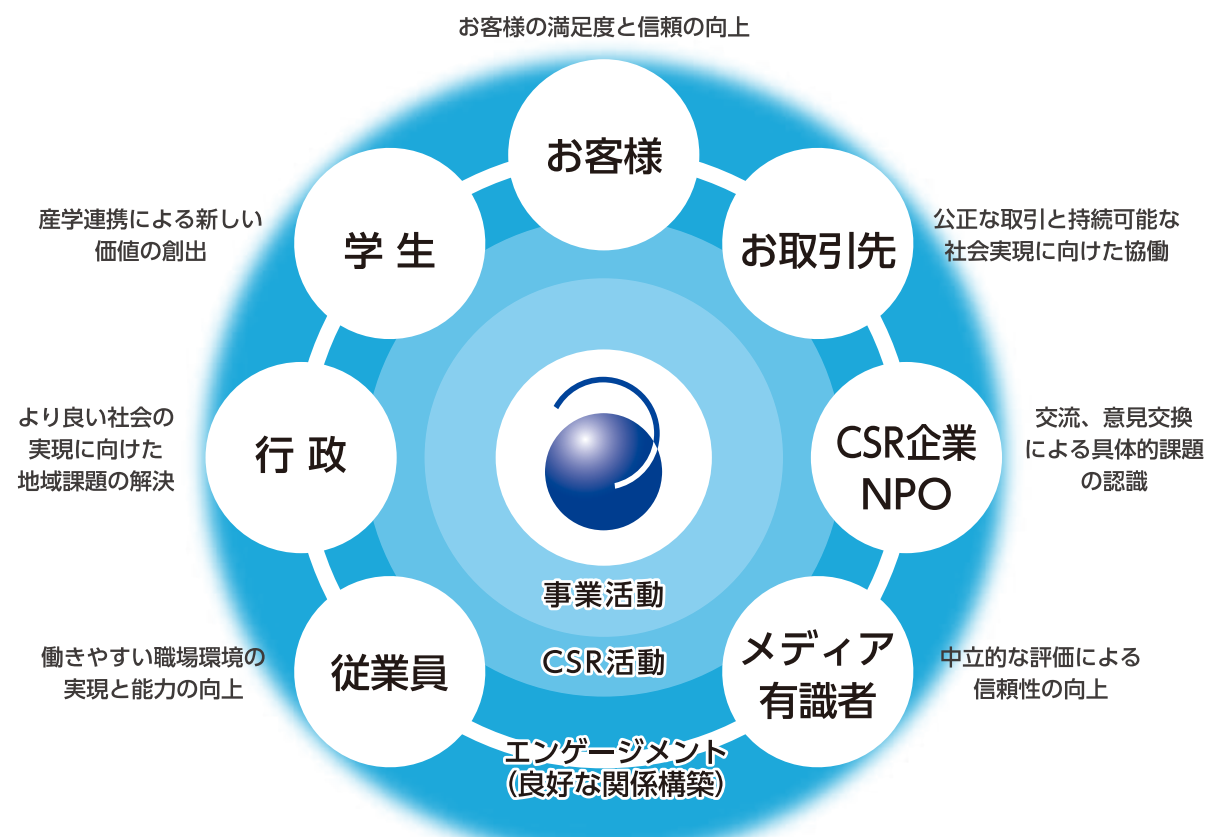 お客様の満足度と信頼の向上
お客様
産学連携による新しい
価値の創出
学生
お取引先
公正な取引と持続可能な
社会実現に向けた協働
より良い社会の
実現に向けた
地域課題の解決
行政
CSR企業
NPO
交流、意見交換
による具体的課題
の認識
事業活動
CSR活動
エンゲージメント
(良好な関係構築)
働きやすい職場環境の
実現と能力の向上
従業員
メディア
有識者
中立的な評価による
信頼性の向上